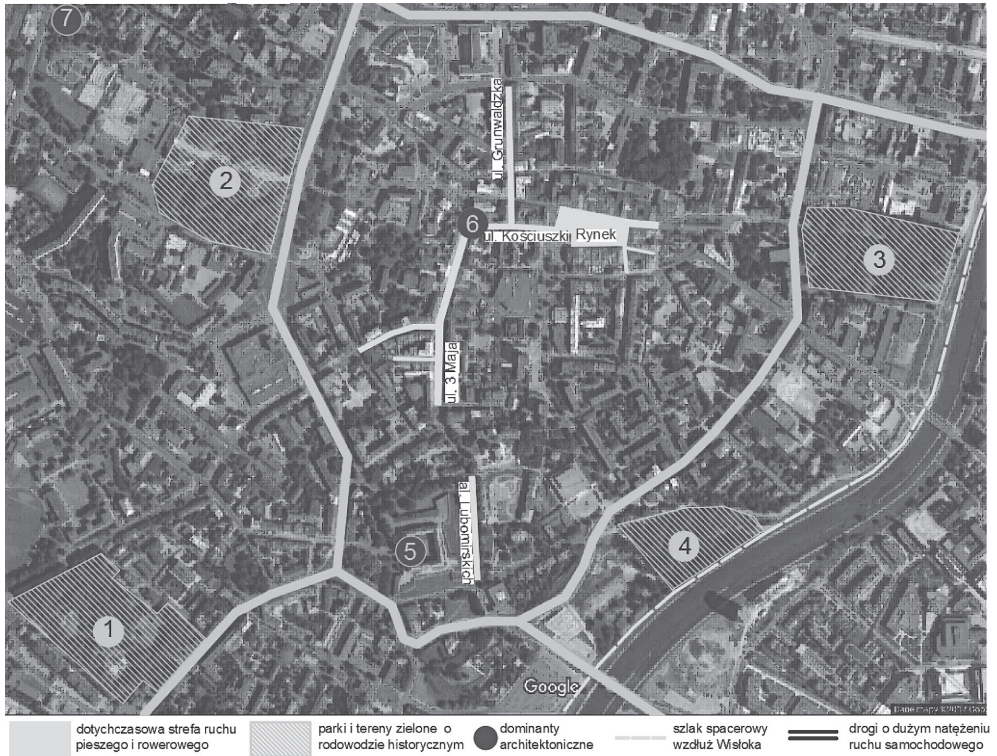 7
ul. Grunwaldzka
2
6
ul. Kościuszki
Rynek
3
ul. 3 Maja
al. Lubomirskich
5
4
1
Google
dotychczasowa strefa ruchu
pieszego i rowerowego
parki i tereny zielone o
rodowodzie historycznym
dominanty
architektoniczne
szlak spacerowy
wzdłuż Wisłoka
drogi o dużym natężeniu
ruchu samochodowego